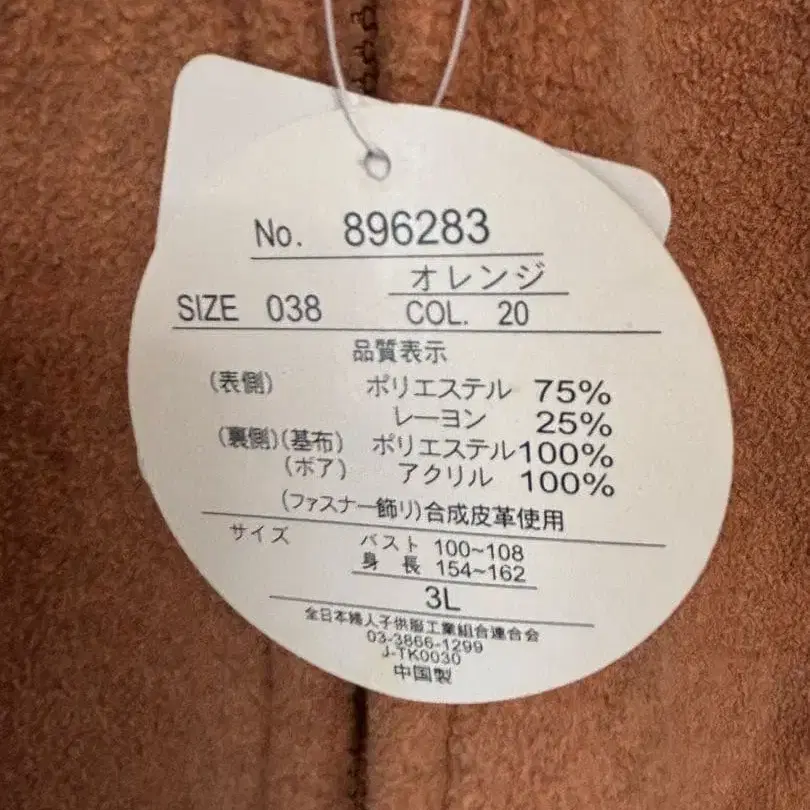 No. 896283
オレンジ
SIZE 038 COL. 20
品質表示
(表側) ポリエステル 75%
レーヨン 25%
(裏側)(基布) ポリエステル100%
(ボア) アクリル 100%
(ファスナー飾り)合成皮革使用
サイズ バスト 100~108
身長 154~162
3L
全日本婦人子供服工業組合連合会
03-3866-1299
J-TK0030
中国製